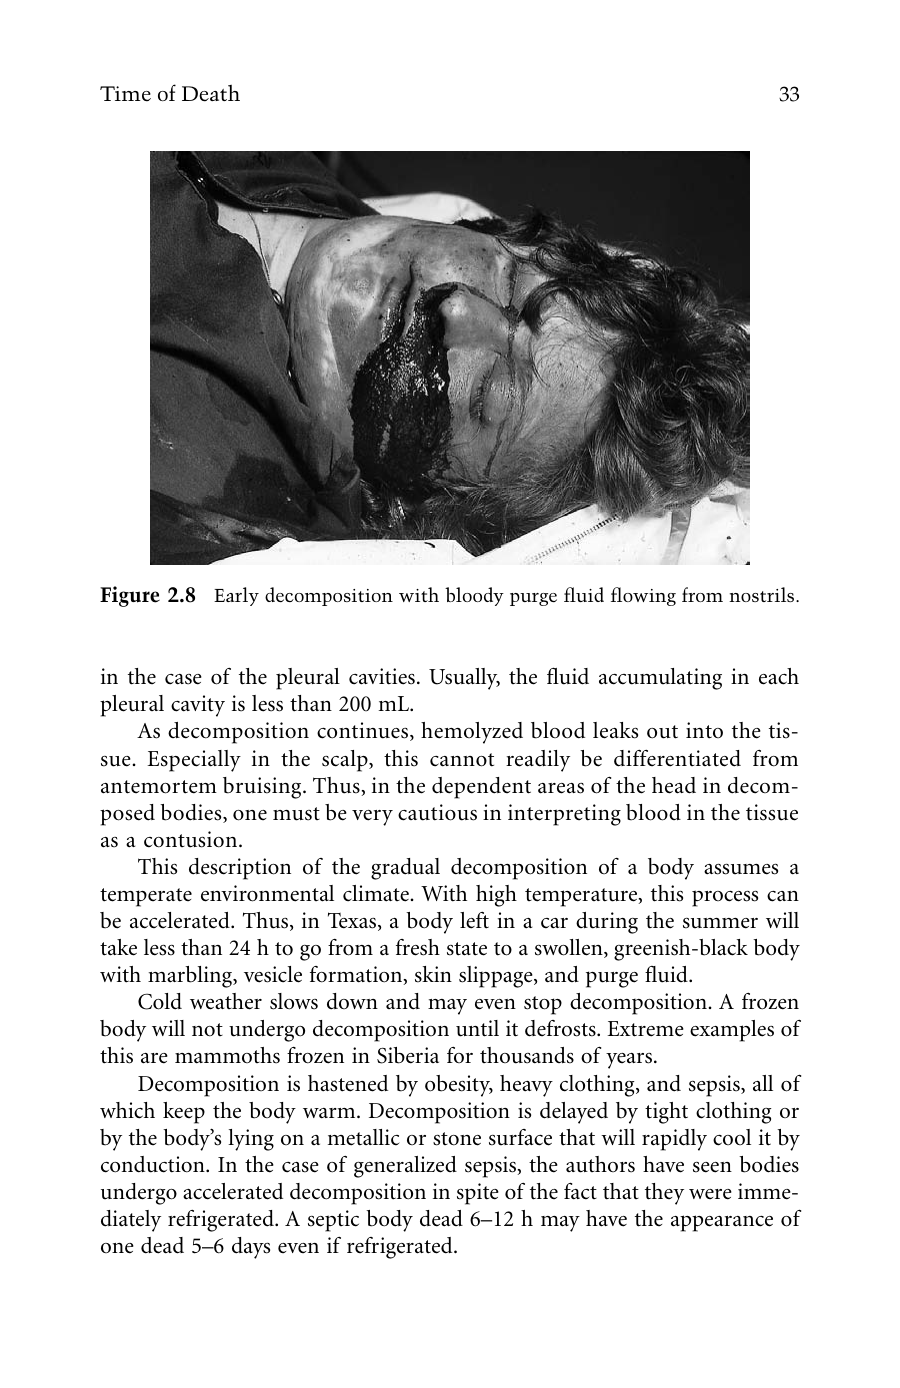 Time of Death 33
Figure 2.8 Early decomposition with bloody purge fluid flowing from nostrils.
in the case of the pleural cavities. Usually, the fluid accumulating in each
pleural cavity is less than 200 mL.
As decomposition continues, hemolyzed blood leaks out into the tis-
sue. Especially in the scalp, this cannot readily be differentiated from
antemortem bruising. Thus, in the dependent areas of the head in decom-
posed bodies, one must be very cautious in interpreting blood in the tissue
as a contusion.
This description of the gradual decomposition of a body assumes a
temperate environmental climate. With high temperature, this process can
be accelerated. Thus, in Texas, a body left in a car during the summer will
take less than 24 h to go from a fresh state to a swollen, greenish-black body
with marbling, vesicle formation, skin slippage, and purge fluid.
Cold weather slows down and may even stop decomposition. A frozen
body will not undergo decomposition until it defrosts. Extreme examples of
this are mammoths frozen in Siberia for thousands of years.
Decomposition is hastened by obesity, heavy clothing, and sepsis, all of
which keep the body warm. Decomposition is delayed by tight clothing or
by the body’s lying on a metallic or stone surface that will rapidly cool it by
conduction. In the case of generalized sepsis, the authors have seen bodies
undergo accelerated decomposition in spite of the fact that they were imme-
diately refrigerated. A septic body dead 6–12 h may have the appearance of
one dead 5–6 days even if refrigerated.